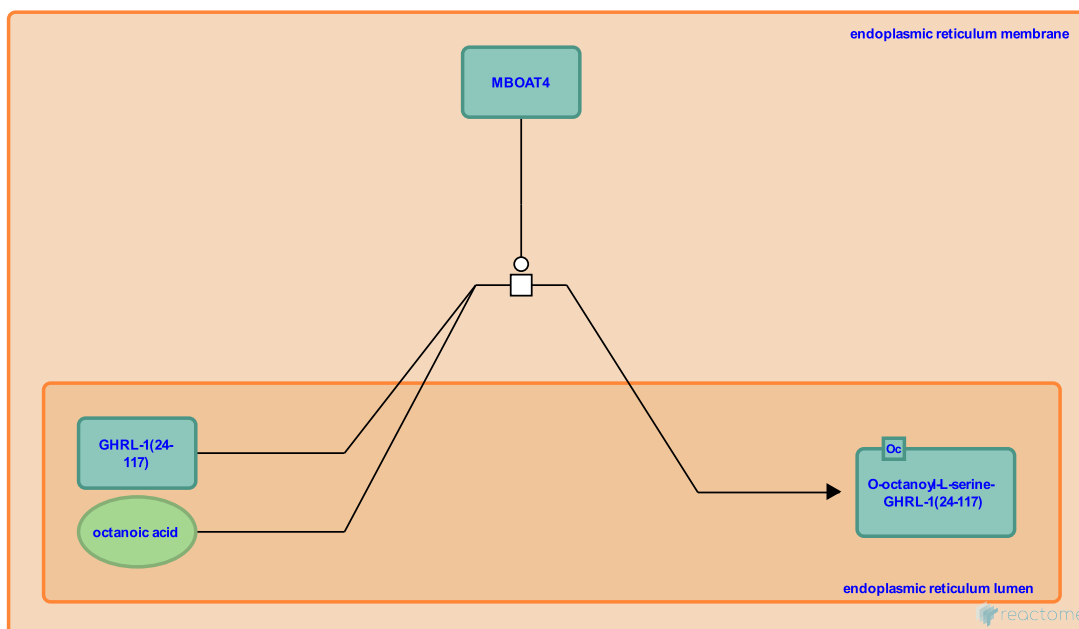 endoplasmic reticulum membrane
MBOAT4
GHRL-1(24-
117)
octanoic acid
Oc
O-octanoyl-L-serine-
GHRL-1(24-117)
endoplasmic reticulum lumen
reactome